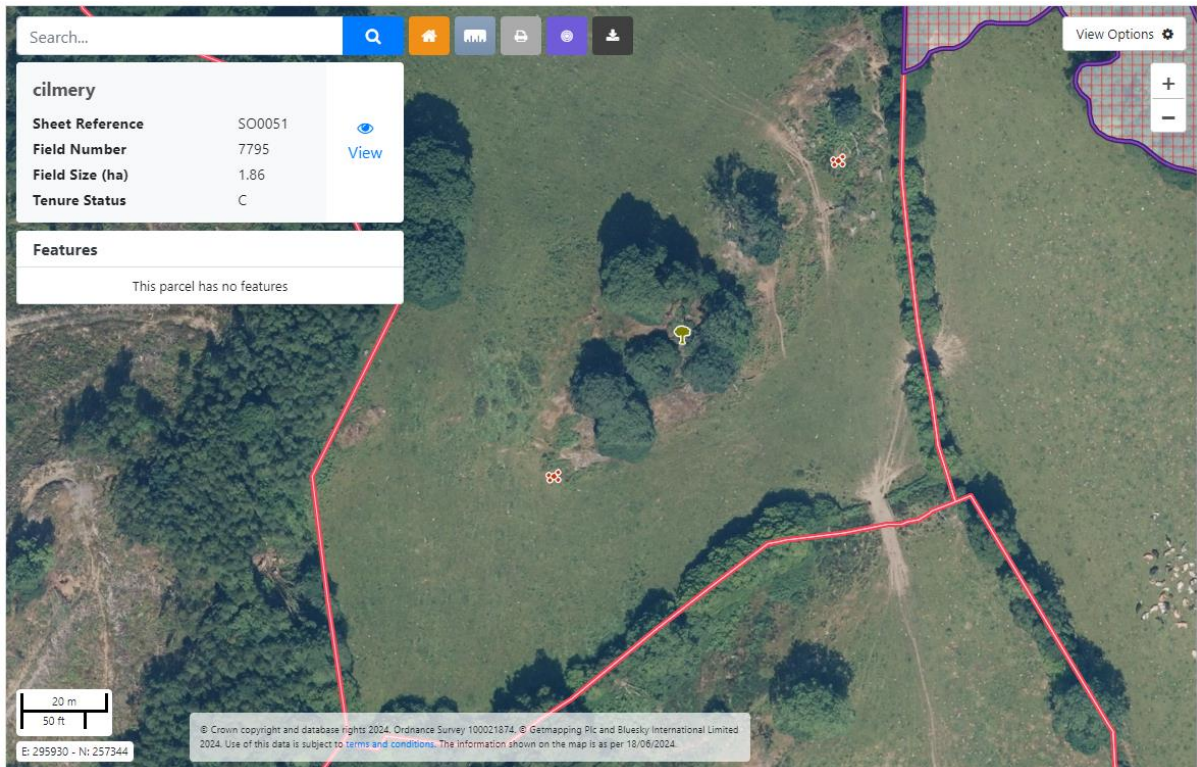 Search...
View Options
cilmery
Sheet Reference SO0051
Field Number 7795
Field Size (ha) 1.86
Tenure Status C
View
Features
This parcel has no features
+
−
20 m
50 ft
E: 295930 - N: 257344
© Crown copyright and database rights 2024. Ordnance Survey 100021874. © Getmapping Plc and Bluesky International Limited
2024. Use of this data is subject to terms and conditions. The information shown on the map is as per 18/06/2024.